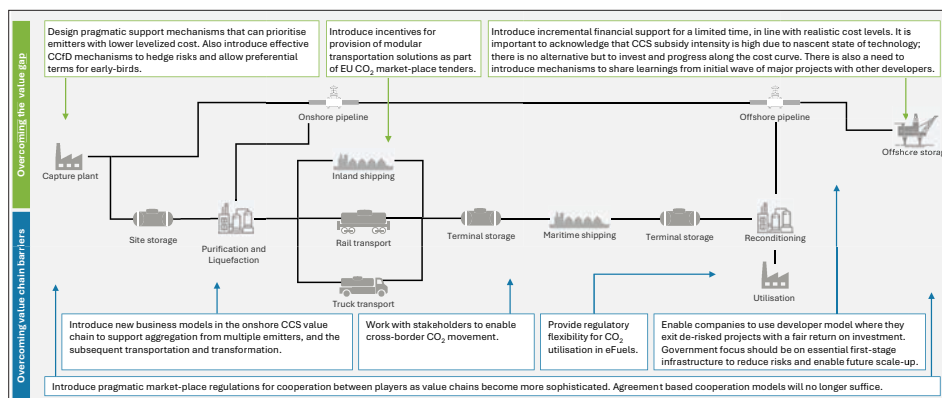 Overcoming the value gap
Design pragmatic support mechanisms that can prioritise
emitters with lower levelized cost. Also introduce effective
CCfD mechanisms to hedge risks and allow preferential
terms for early-birds.
Introduce incentives for
provision of modular
transportation solutions as part
of EU CO₂ market-place tenders.
Introduce incremental financial support for a limited time, in line with realistic cost levels. It is
important to acknowledge that CCS subsidy intensity is high due to nascent state of technology;
there is no alternative but to invest and progress along the cost curve. There is also a need to
introduce mechanisms to share learnings from initial wave of major projects with other developers.
Onshore pipeline
Offshore pipeline
Offshore storag
Capture plant
Inland shipping
Overcoming value chain barriers
Site storage
Purification and
Liquefaction
Rail transport
Terminal storage
Maritime shipping
Terminal storage
Reconditioning
Truck transport
Utilisation
Introduce new business models in the onshore CCS value
chain to support aggregation from multiple emitters, and the
subsequent transportation and transformation.
Work with stakeholders to enable
cross-border CO₂ movement.
Provide regulatory
flexibility for CO₂
utilisation in eFuels.
Enable companies to use developer model where they
exit de-risked projects with a fair return on investment.
Government focus should be on essential first-stage
infrastructure to reduce risks and enable future scale-up.
Introduce pragmatic market-place regulations for cooperation between players as value chains become more sophisticated. Agreement based cooperation models will no longer suffice.